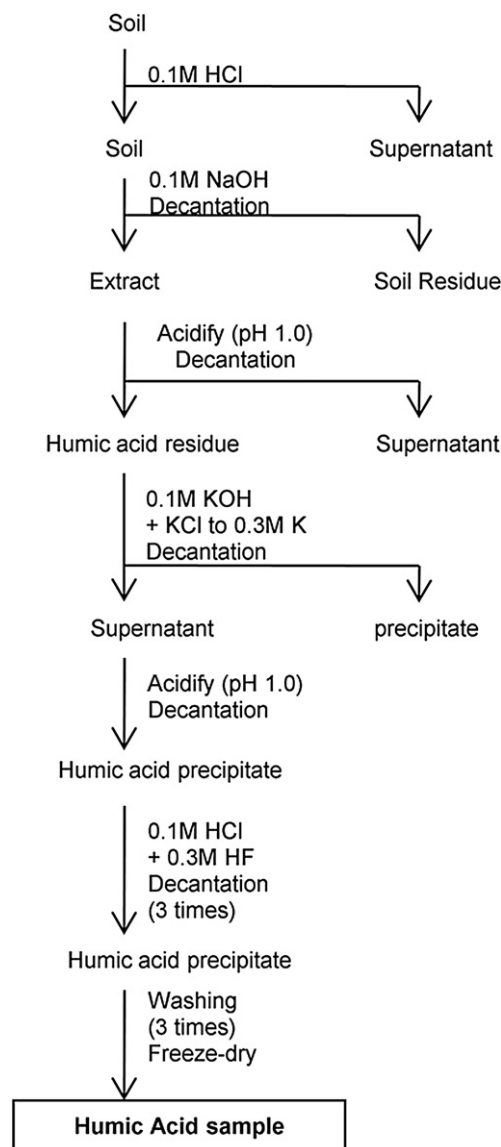 Soil
0.1M HCl
Soil
Supernatant
0.1M NaOH
Decantation
Extract
Soil Residue
Acidify (pH 1.0)
Decantation
Humic acid residue
Supernatant
0.1M KOH
+ KCl to 0.3M K
Decantation
Supernatant
precipitate
Acidify (pH 1.0)
Decantation
Humic acid precipitate
0.1M HCl
+ 0.3M HF
Decantation
(3 times)
Humic acid precipitate
Washing
(3 times)
Freeze-dry
Humic Acid sample